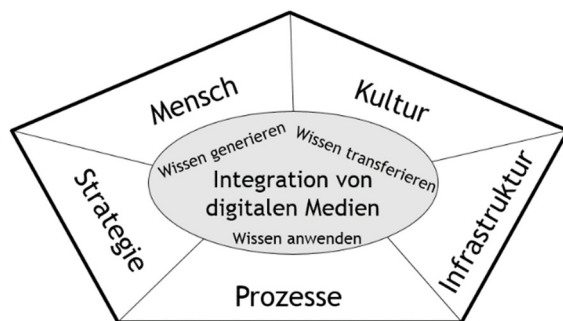 Mensch
Kultur
Wissen generieren
Wissen transferieren
Integration von
digitalen Medien
Wissen anwenden
Strategie
Infrastruktur
Prozesse